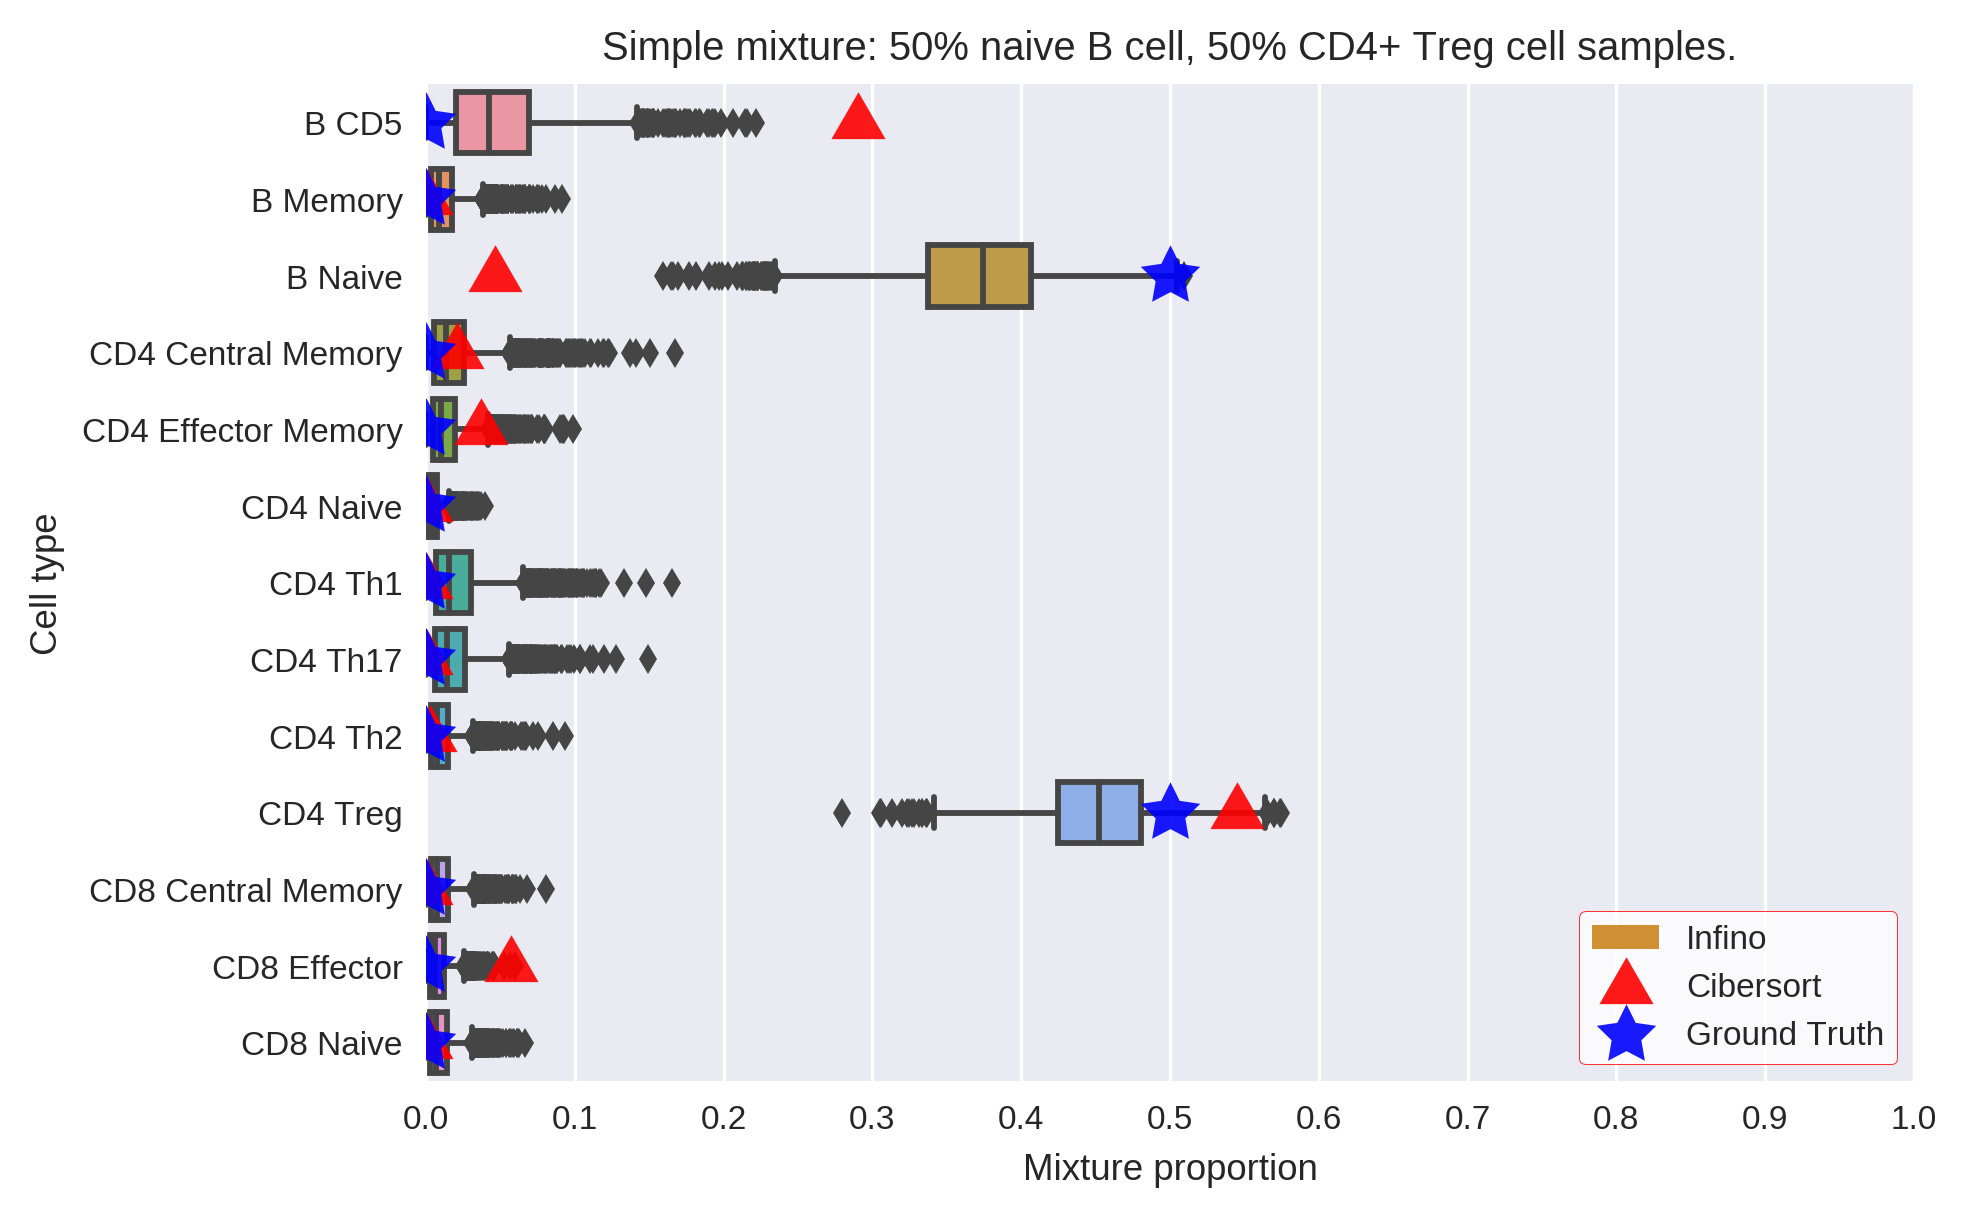 Simple mixture: 50% naive B cell, 50% CD4+ Treg cell samples.
Cell type
B CD5
B Memory
B Naive
CD4 Central Memory
CD4 Effector Memory
CD4 Naive
CD4 Th1
CD4 Th17
CD4 Th2
CD4 Treg
CD8 Central Memory
CD8 Effector
CD8 Naive
Infino
Cibersort
Ground Truth
0.0 0.1 0.2 0.3 0.4 0.5 0.6 0.7 0.8 0.9 1.0
Mixture proportion